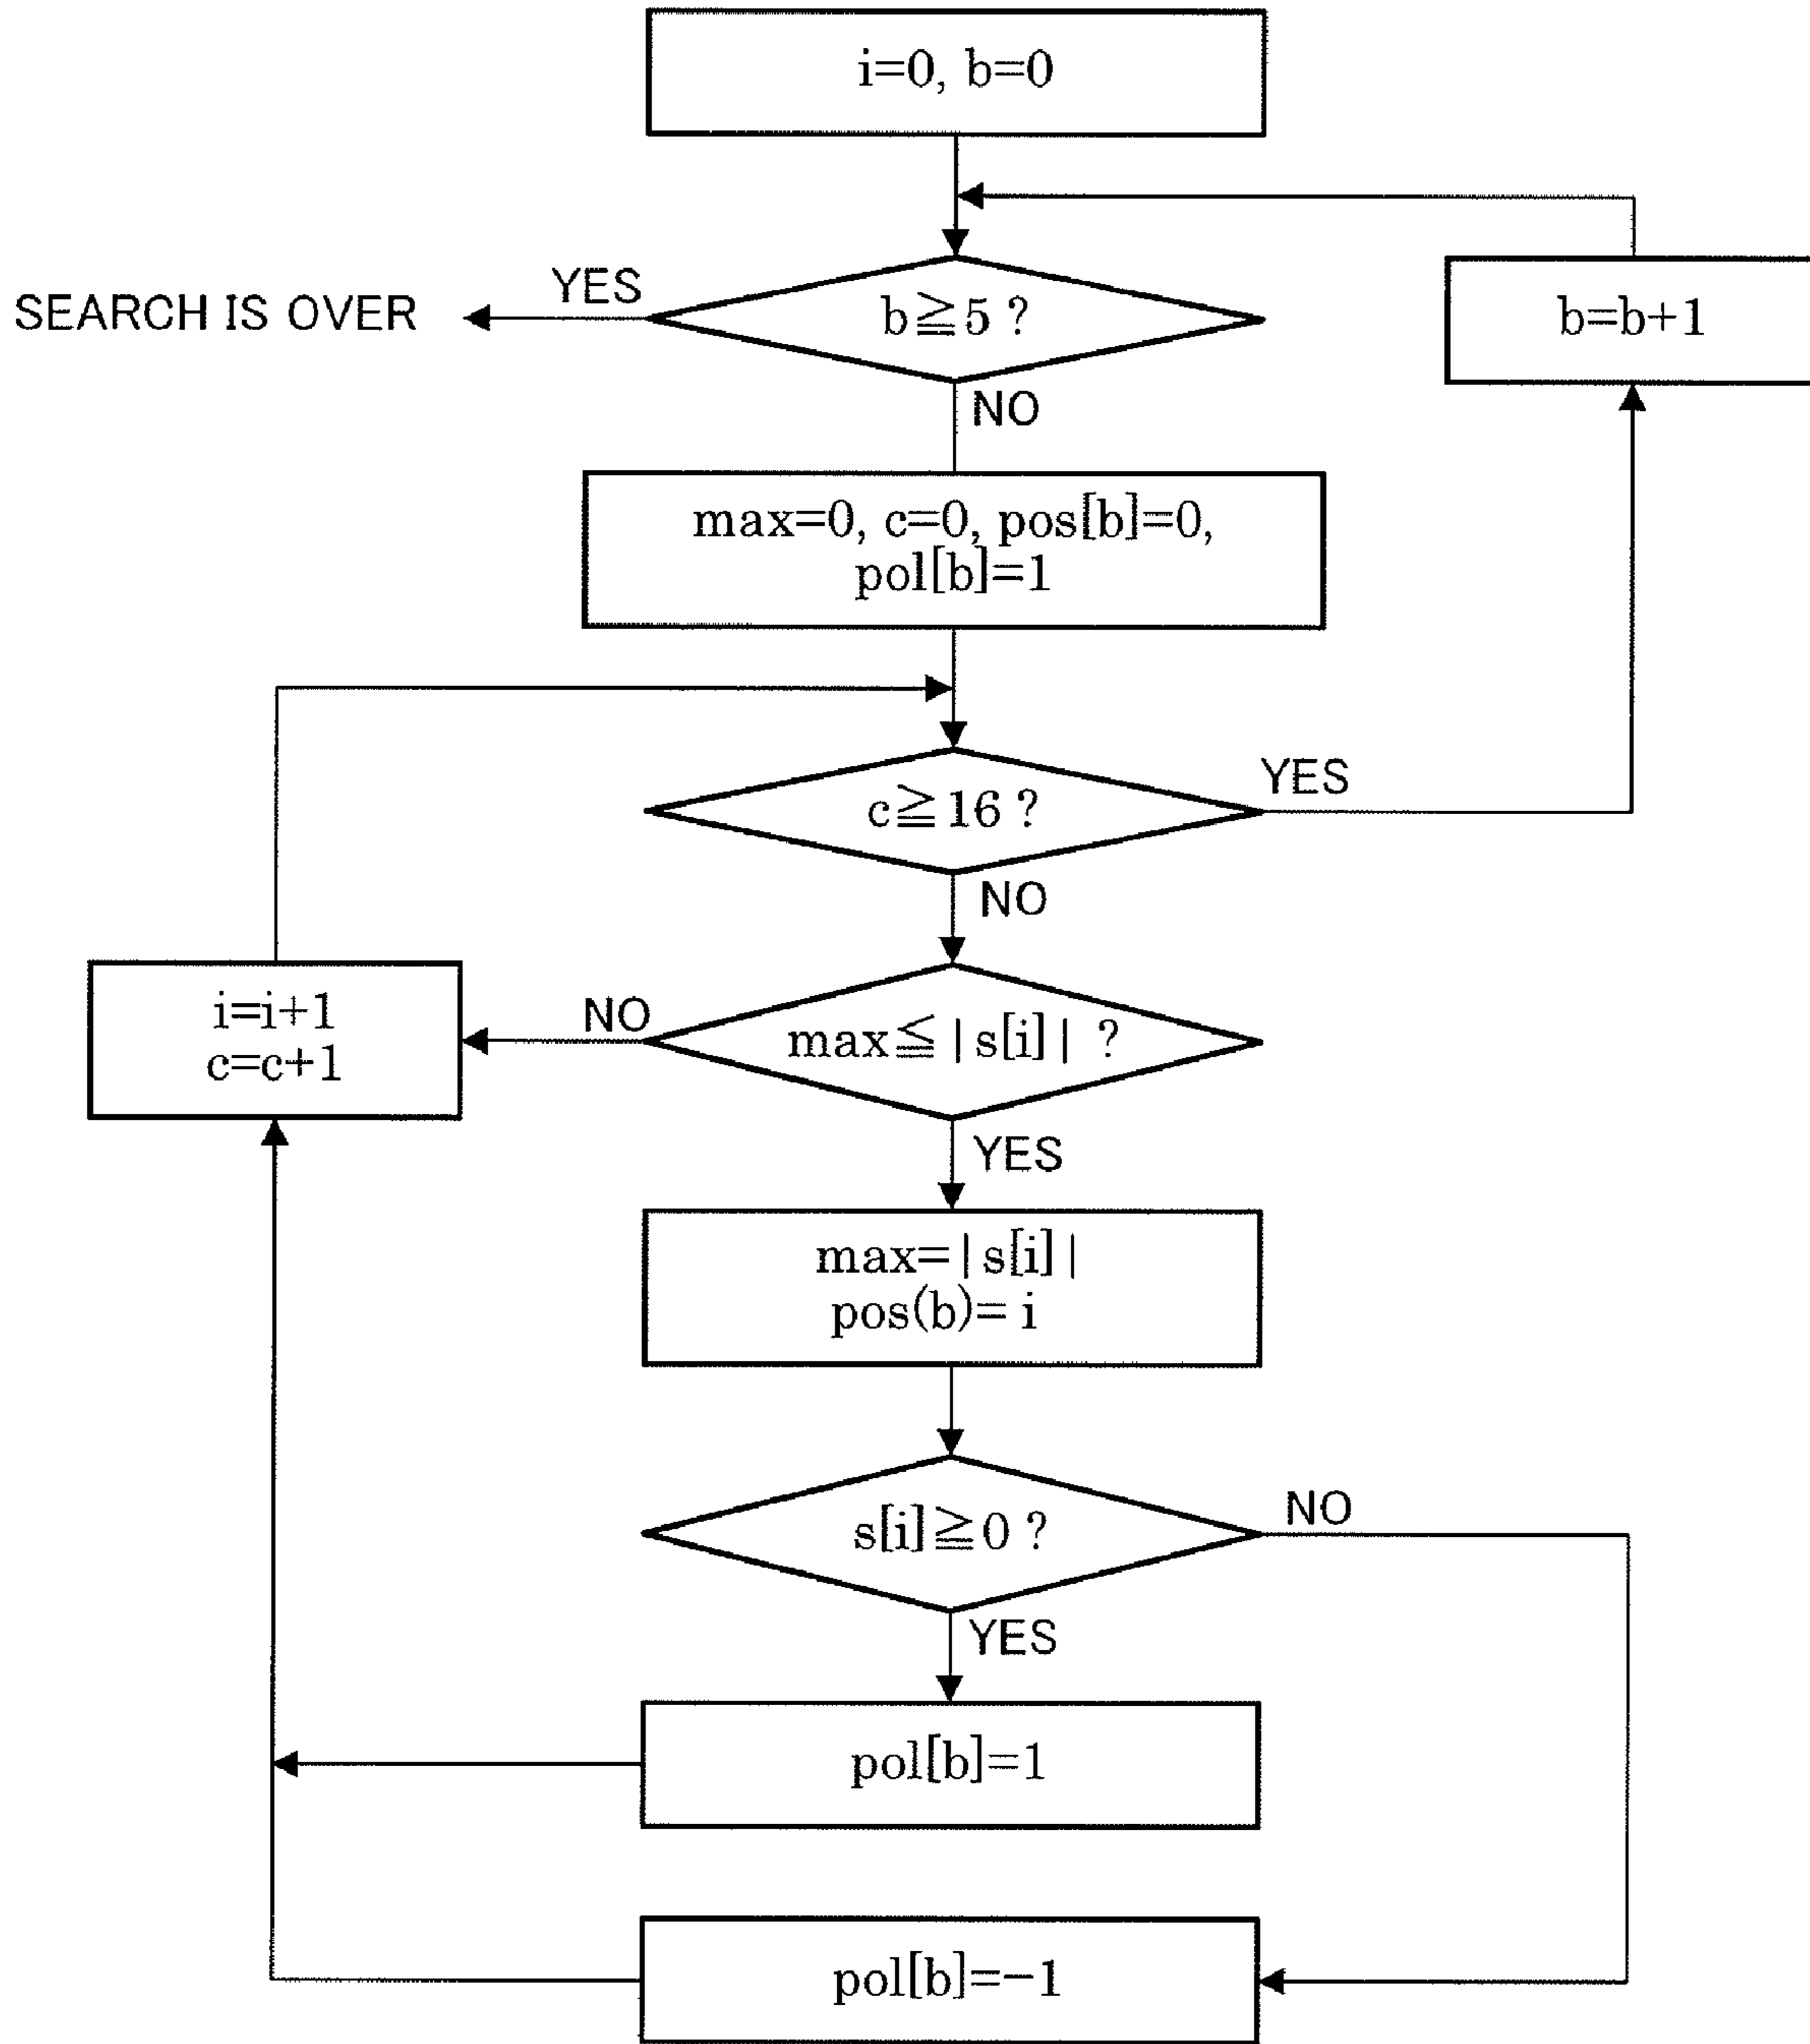 i=0, b=0
SEARCH IS OVER
YES
b≧5 ?
b=b+1
NO
max=0, c=0, pos[b]=0,
pol[b]=1
c≧16 ?
YES
NO
i=i+1
c=c+1
NO
max≦|s[i]| ?
YES
max=|s[i]|
pos(b)= i
s[i]≧0 ?
NO
YES
pol[b]=1
pol[b]=−1